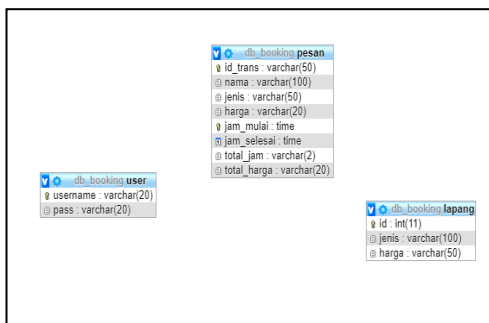 db_booking pesan
id_trans : varchar(50)
nama : varchar(100)
jenis : varchar(50)
harga : varchar(20)
jam_mulai : time
jam_selesai : time
total_jam : varchar(2)
total_harga : varchar(20)
db_booking user
username : varchar(20)
pass : varchar(20)
db_booking lapang
id : int(11)
jenis : varchar(100)
harga : varchar(50)